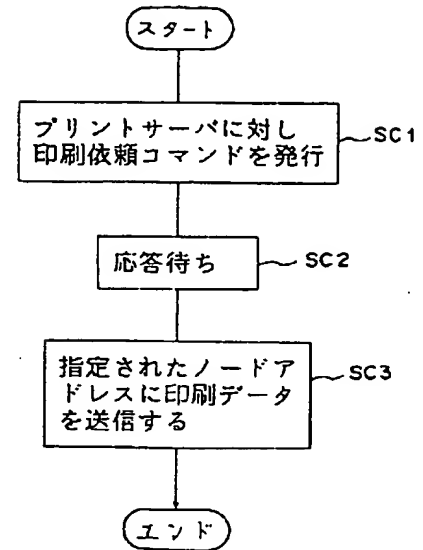 スタート
プリントサーバに対し
印刷依頼コマンドを発行
SC1
応答待ち
SC2
指定されたノードア
ドレスに印刷データ
を送信する
SC3
エンド